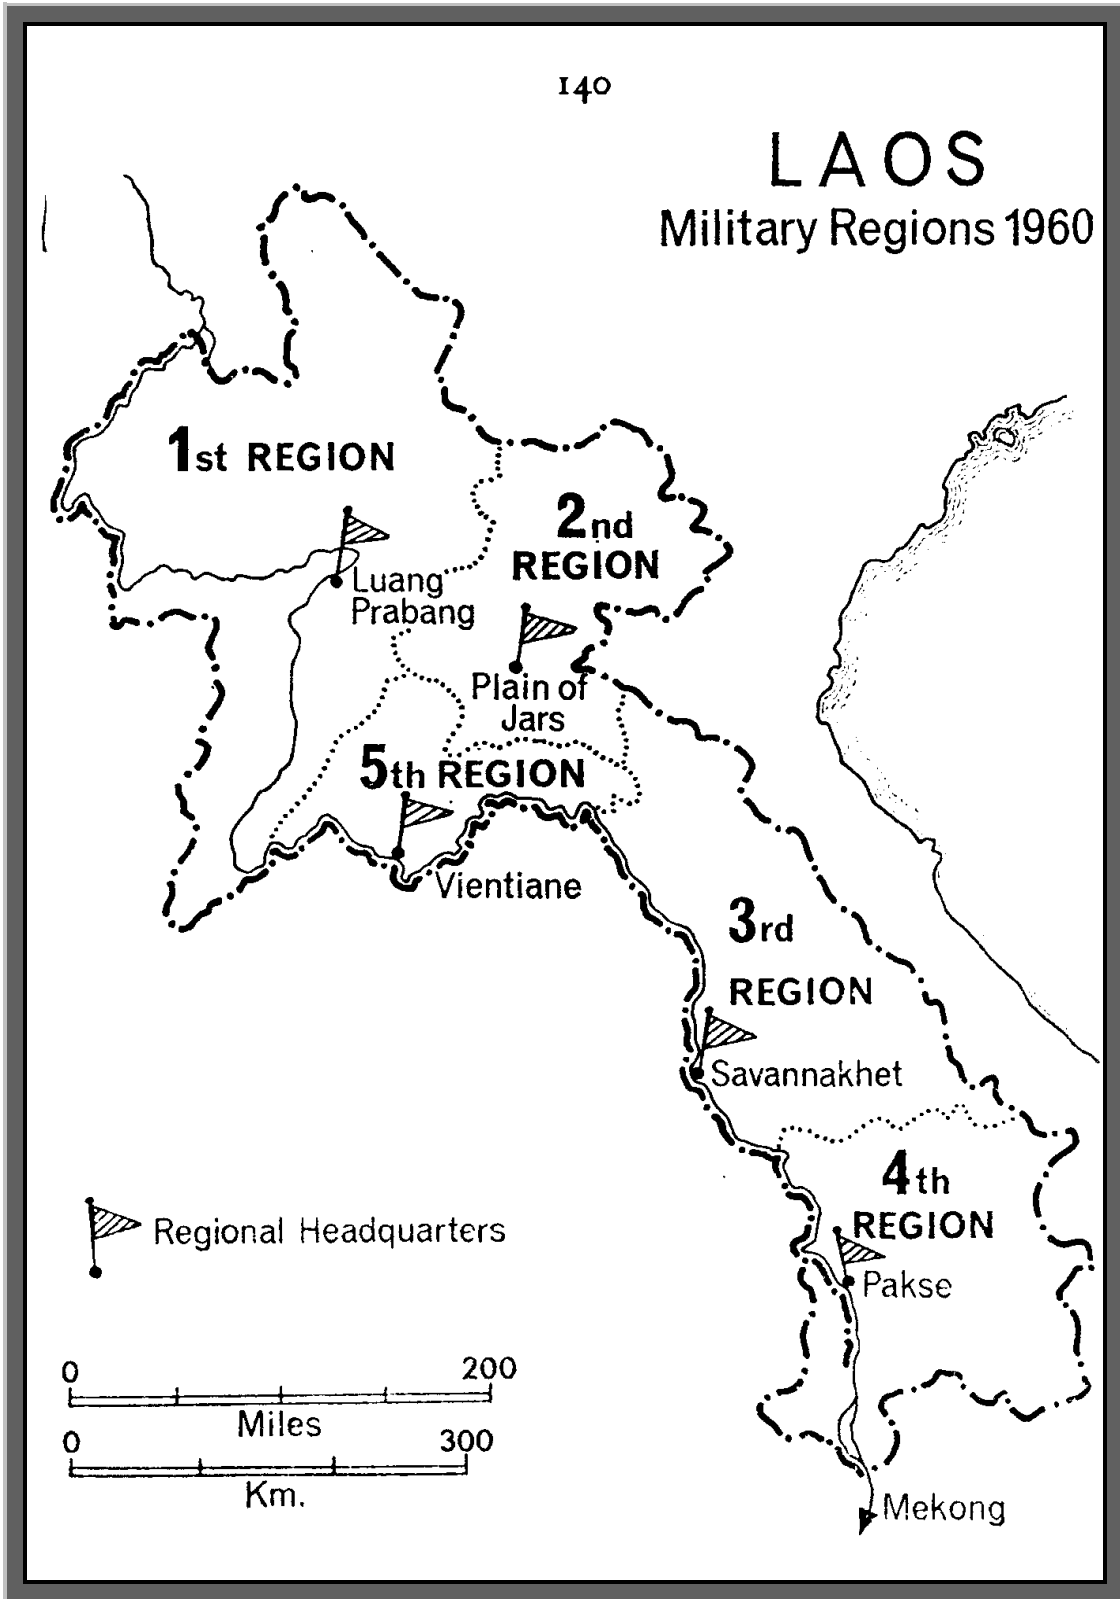 140
LAOS
Military Regions 1960
1st REGION
2nd
REGION
Luang
Prabang
Plain of
Jars
5th REGION
Vientiane
3rd
REGION
Savannakhet
4th
REGION
Pakse
Regional Headquarters
0 200
Miles
0 300
Km.
Mekong